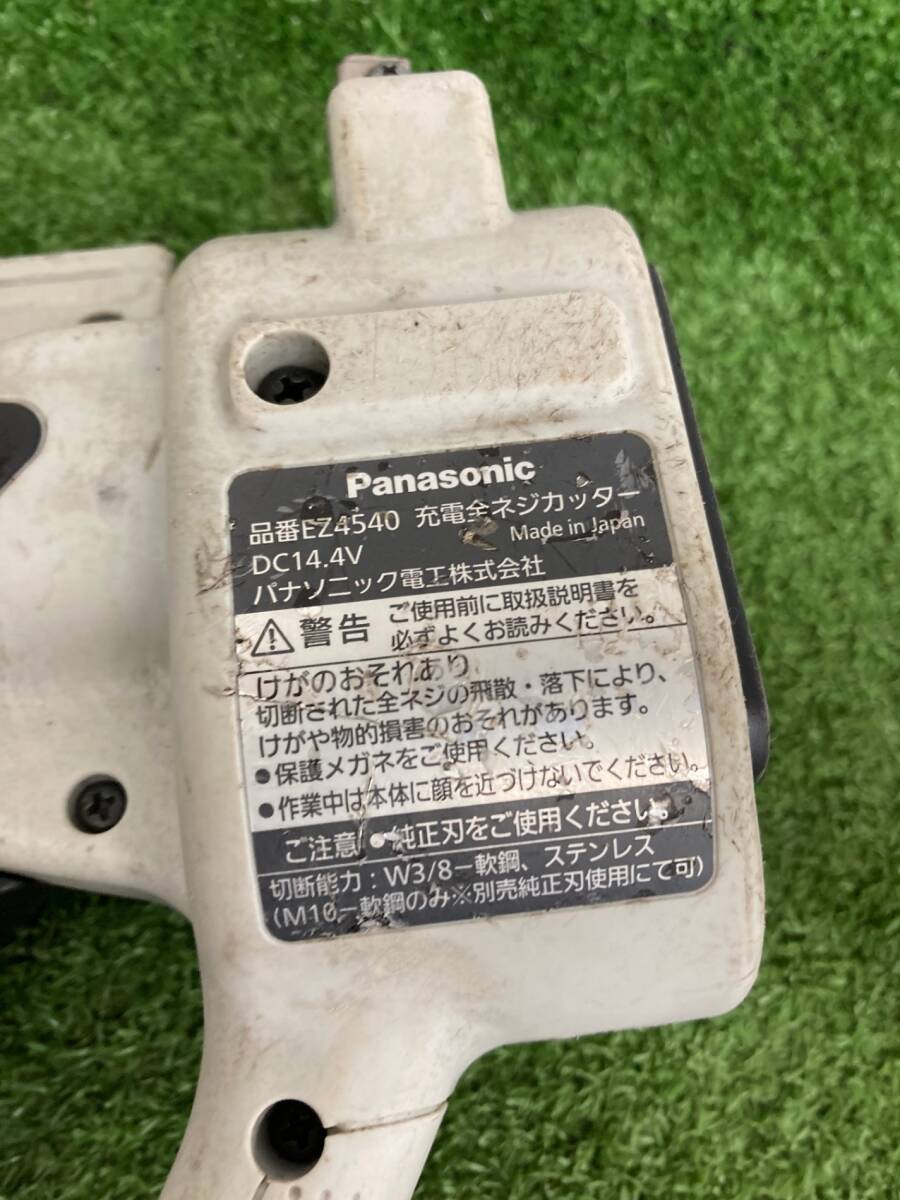 Panasonic
品番EZ4540 充電全ネジカッター
DC14.4V Made in Japan
パナソニック電工株式会社
警告 ご使用前に取扱説明書を
必ずよくお読みください。
けがのおそれあり
切断された全ネジの飛散・落下により、
けがや物的損害のおそれがあります。
●保護メガネをご使用ください。
●作業中は本体に顔を近づけないでください。
ご注意 ●純正刃をご使用ください。
切断能力：W3/8－軟鋼、ステンレス
（M10－軟鋼のみ※別売純正刃使用にて可）